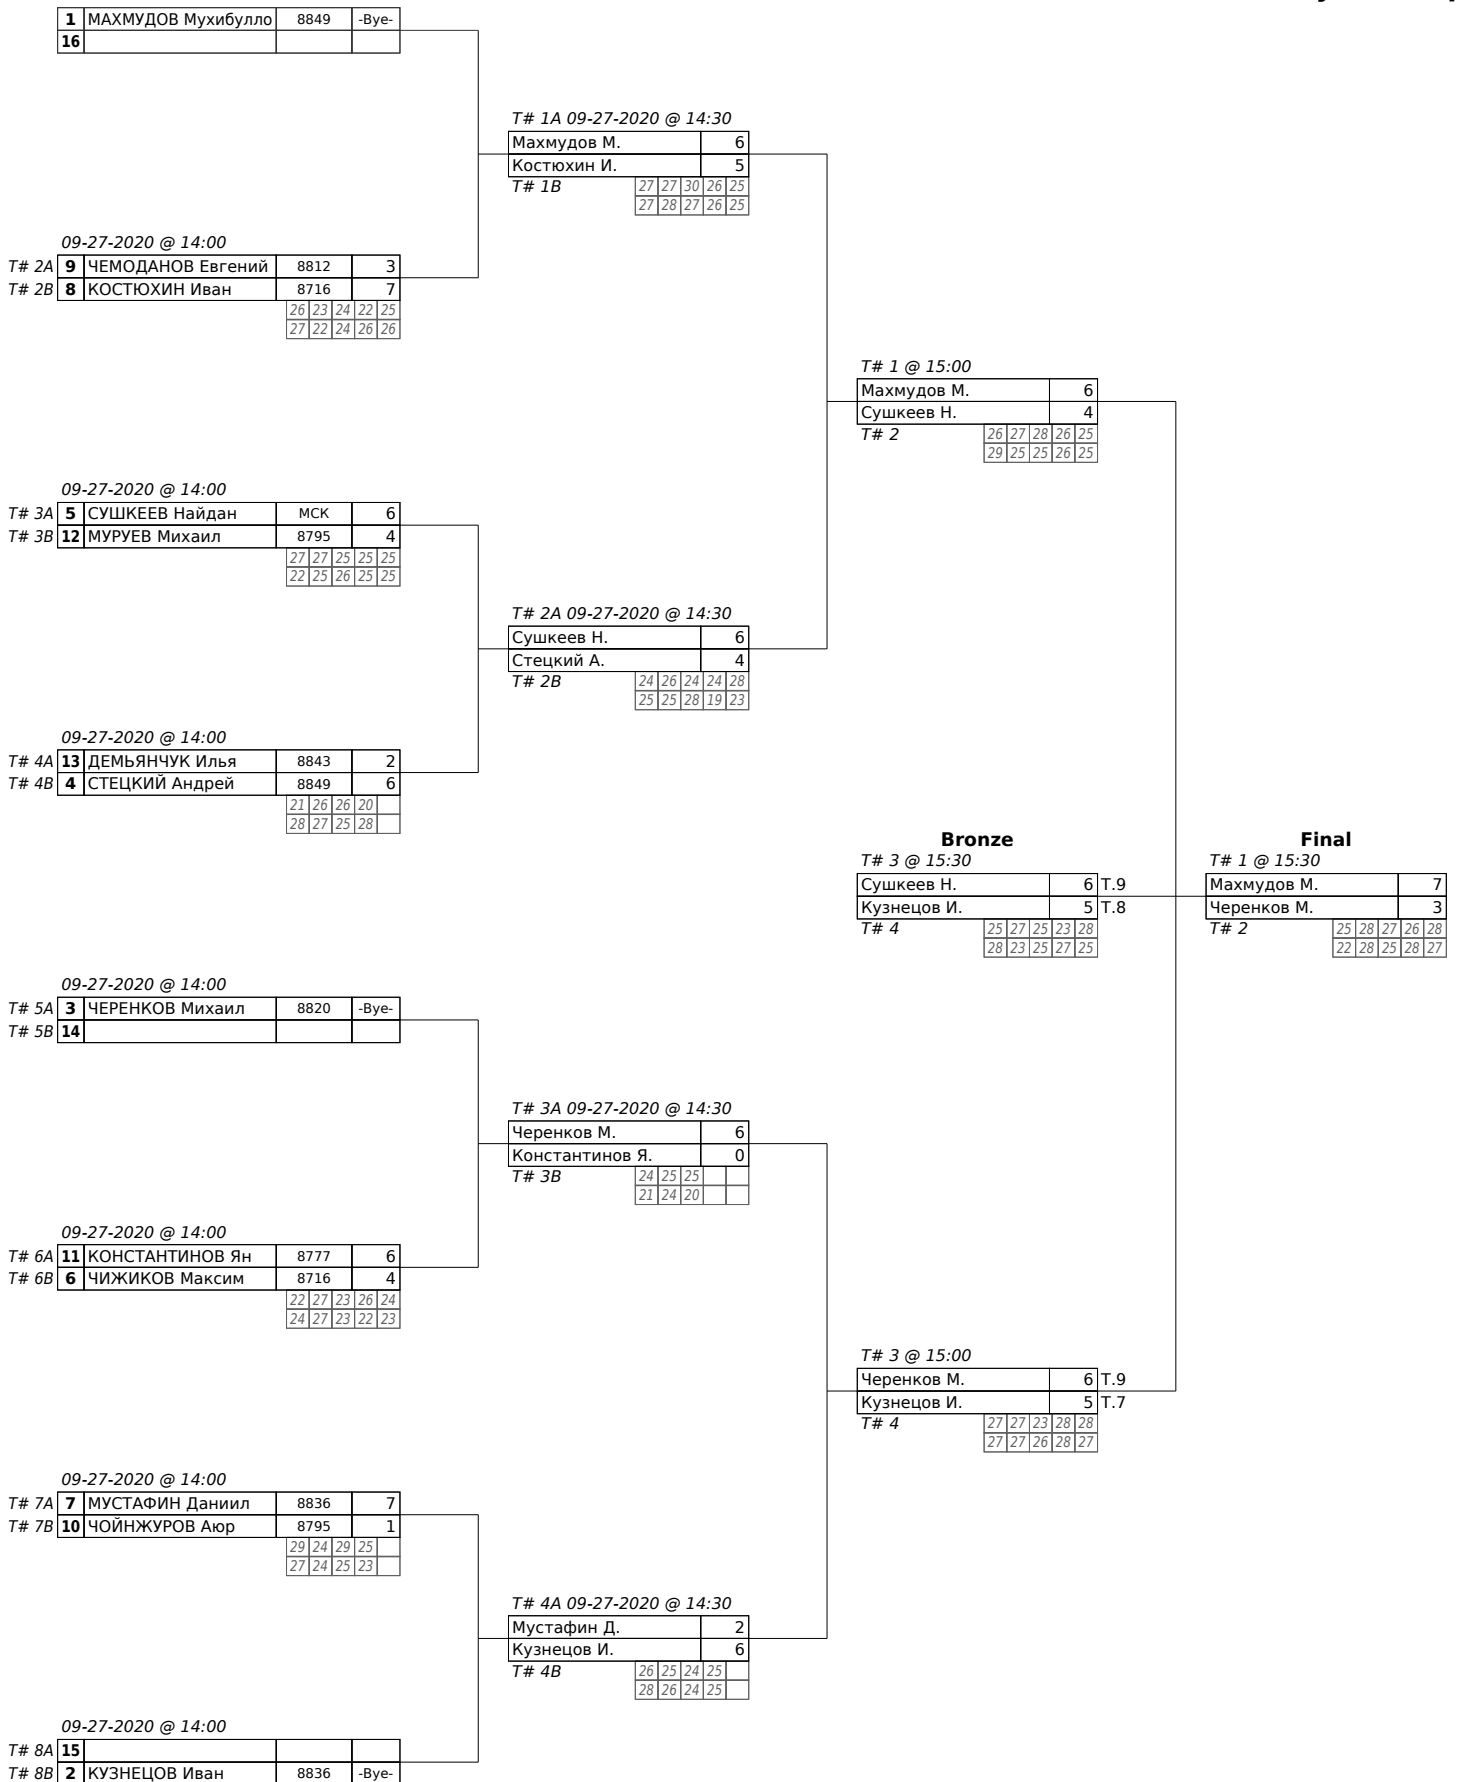 1 МАХМУДОВ Мухибулло 8849 -Bye-
16
T# 1A 09-27-2020 @ 14:30
Махмудов М. 6
Костюхин И. 5
T# 1B 27 27 30 26 25
27 28 27 26 25
09-27-2020 @ 14:00
T# 2A 9 ЧЕМОДАНОВ Евгений 8812 3
T# 2B 8 КОСТЮХИН Иван 8716 7
26 23 24 22 25
27 22 24 26 26
T# 1 @ 15:00
Махмудов М. 6
Сушкеев Н. 4
T# 2 26 27 28 26 25
29 25 25 26 25
09-27-2020 @ 14:00
T# 3A 5 СУШКЕЕВ Найдан МСК 6
T# 3B 12 МУРУЕВ Михаил 8795 4
27 27 25 25 25
22 25 26 25 25
T# 2A 09-27-2020 @ 14:30
Сушкеев Н. 6
Стецкий А. 4
T# 2B 24 26 24 24 28
25 25 28 19 23
09-27-2020 @ 14:00
T# 4A 13 ДЕМЬЯНЧУК Илья 8843 2
T# 4B 4 СТЕЦКИЙ Андрей 8849 6
21 26 26 20
28 27 25 28
Bronze Final
T# 3 @ 15:30 T# 1 @ 15:30
Сушкеев Н. 6 T.9 Махмудов М. 7
Кузнецов И. 5 T.8 Черенков М. 3
T# 4 25 27 25 23 28 T# 2 25 28 27 26 28
28 23 25 27 25 22 28 25 28 27
09-27-2020 @ 14:00
T# 5A 3 ЧЕРЕНКОВ Михаил 8820 -Bye-
T# 5B 14
T# 3A 09-27-2020 @ 14:30
Черенков М. 6
Константинов Я. 0
T# 3B 24 25 25
21 24 20
09-27-2020 @ 14:00
T# 6A 11 КОНСТАНТИНОВ Ян 8777 6
T# 6B 6 ЧИЖИКОВ Максим 8716 4
22 27 23 26 24
24 27 23 22 23
T# 3 @ 15:00
Черенков М. 6 T.9
Кузнецов И. 5 T.7
T# 4 27 27 23 28 28
27 27 26 28 27
09-27-2020 @ 14:00
T# 7A 7 МУСТАФИН Даниил 8836 7
T# 7B 10 ЧОЙНЖУРОВ Аюр 8795 1
29 24 29 25
27 24 25 23
T# 4A 09-27-2020 @ 14:30
Мустафин Д. 2
Кузнецов И. 6
T# 4B 26 25 24 25
28 26 24 25
09-27-2020 @ 14:00
T# 8A 15
T# 8B 2 КУЗНЕЦОВ Иван 8836 -Bye-